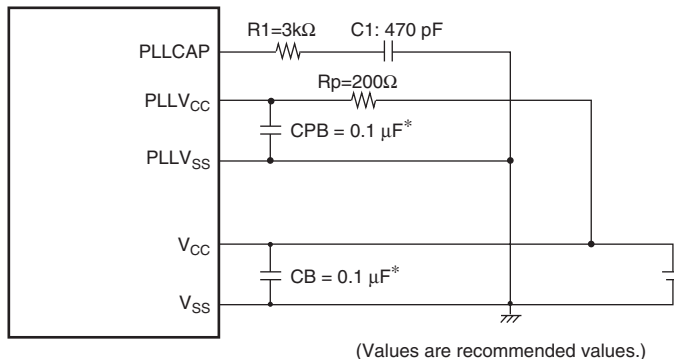 R1=3kΩ C1: 470 pF
PLLCAP
Rp=200Ω
PLLVCC
CPB = 0.1 μF*
PLLVSS
VCC
CB = 0.1 μF*
VSS
(Values are recommended values.)